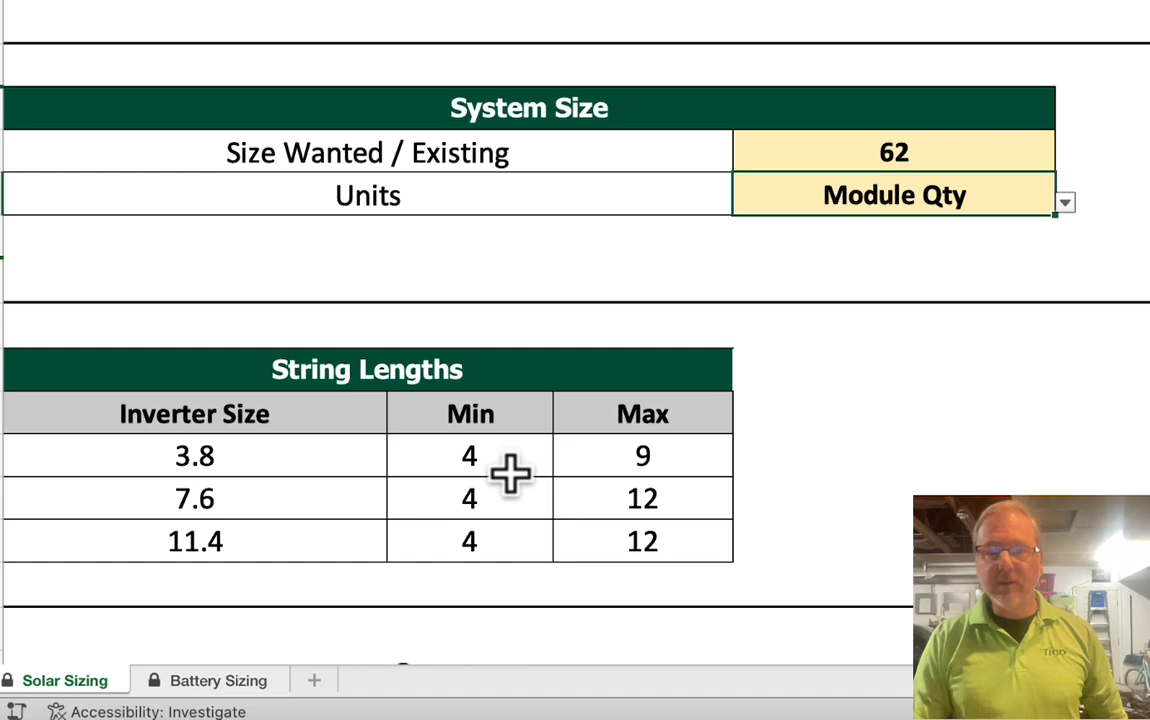 System Size
Size Wanted / Existing 62
Units Module Qty
String Lengths
Inverter Size Min Max
3.8 4 9
7.6 4 12
11.4 4 12
Tigo
Solar Sizing Battery Sizing
Accessibility: Investigate